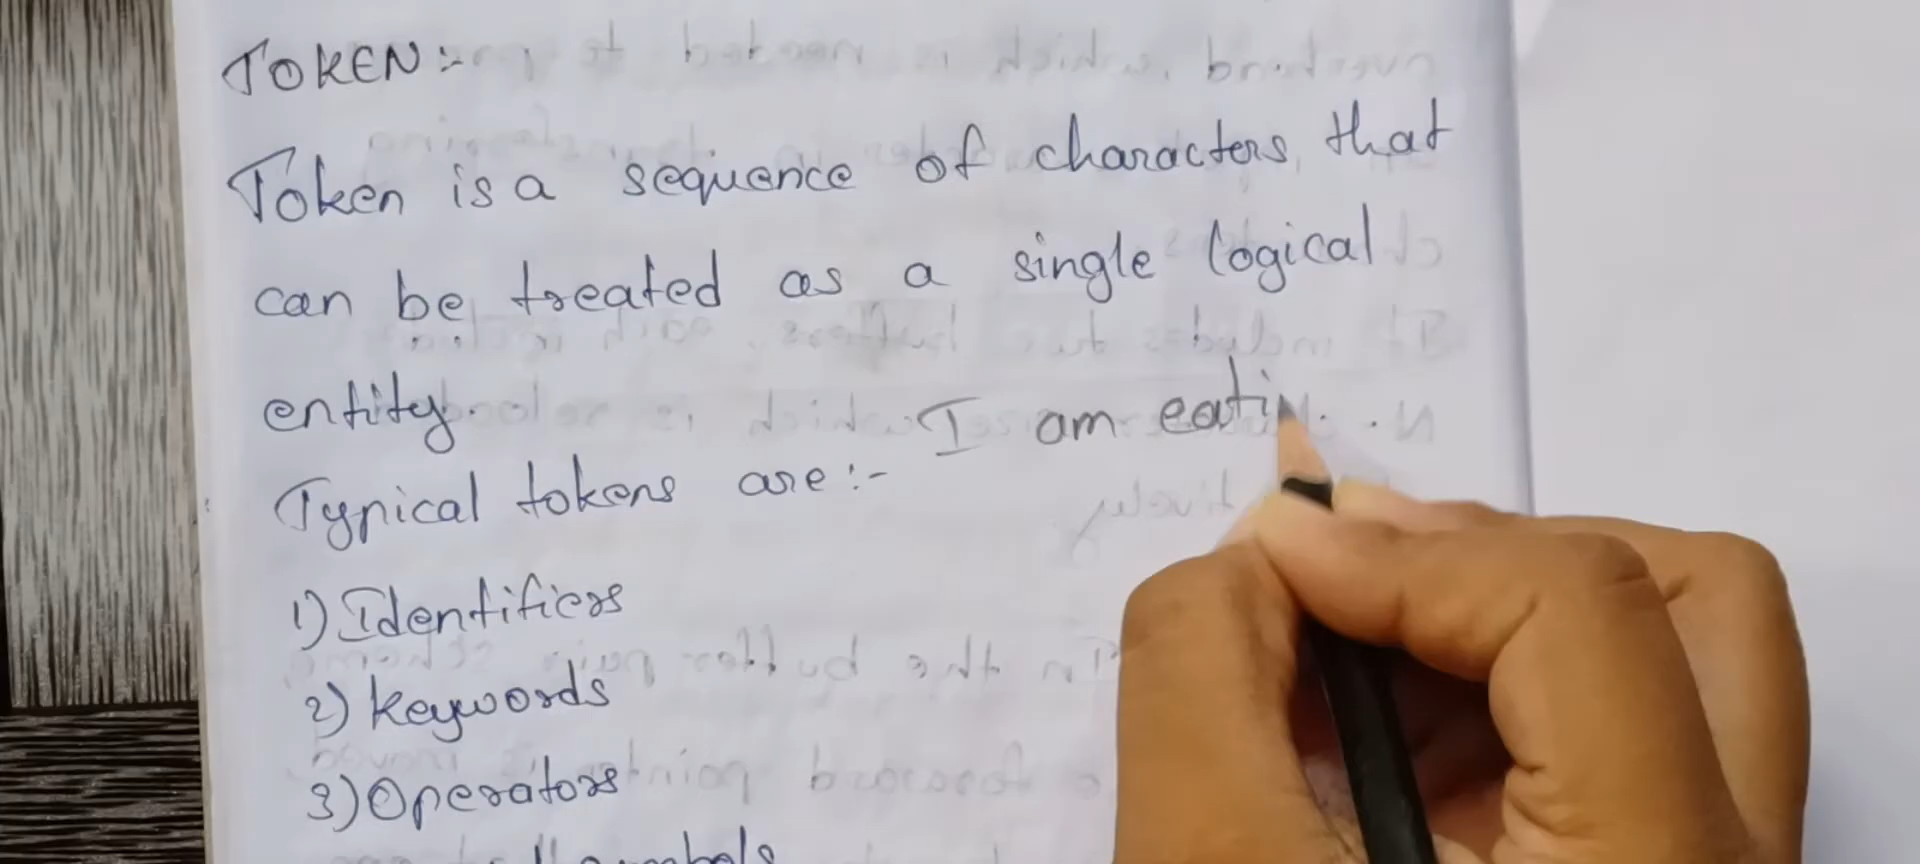 TOKEN:-
Token is a sequence of characters that
can be treated as a single logical
entity.
I am eati
Typical tokens are:-
1) Identifiers
2) Keywords
3) Operators
symbols